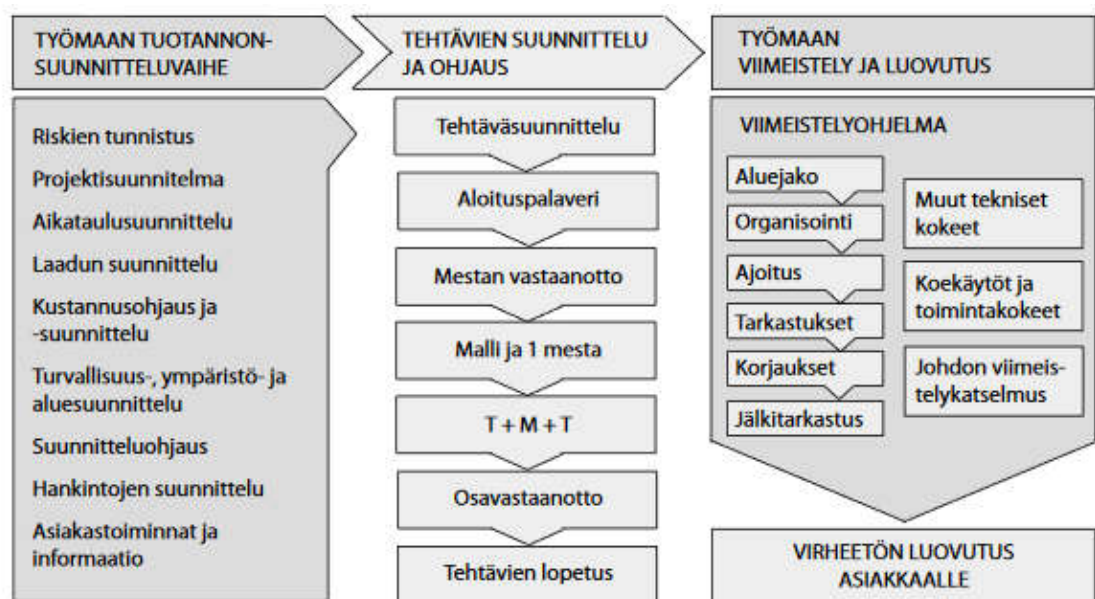 TYÖMAAN TUOTANNON-
SUUNNITTELUVAIHE
Riskien tunnistus
Projektisuunnitelma
Aikataulusuunnittelu
Laadun suunnittelu
Kustannusohjaus ja
-suunnittelu
Turvallisuus-, ympäristö- ja
aluesuunnittelu
Suunnitteluohjaus
Hankintojen suunnittelu
Asiakastoiminnat ja
informaatio
TEHTÄVIEN SUUNNITTELU
JA OHJAUS
Tehtäväsuunnittelu
Aloituspalaveri
Mestan vastaanotto
Malli ja 1 mesta
T + M + T
Osavastaanotto
Tehtävien lopetus
TYÖMAAN
VIIMEISTELY JA LUOVUTUS
VIIMEISTELYOHJELMA
Aluejako
Organisointi
Ajoitus
Tarkastukset
Korjaukset
Jälkitarkastus
Muut tekniset
kokeet
Koekäytöt ja
toimintakokeet
Johdon viimeis-
telykatselmus
VIRHEETÖN LUOVUTUS
ASIAKKAALLE